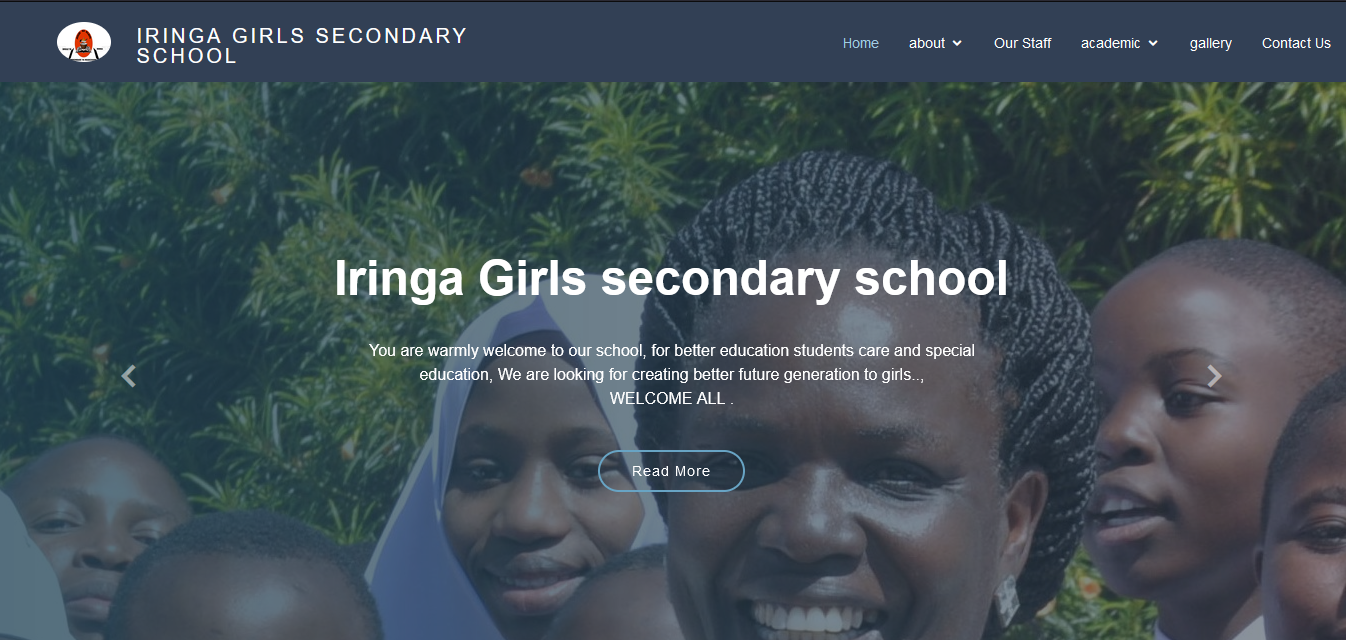 IRINGA GIRLS SECONDARY
SCHOOL
Home about Our Staff academic gallery Contact Us
Iringa Girls secondary school
You are warmly welcome to our school, for better education students care and special
education, We are looking for creating better future generation to girls..,
WELCOME ALL .
Read More